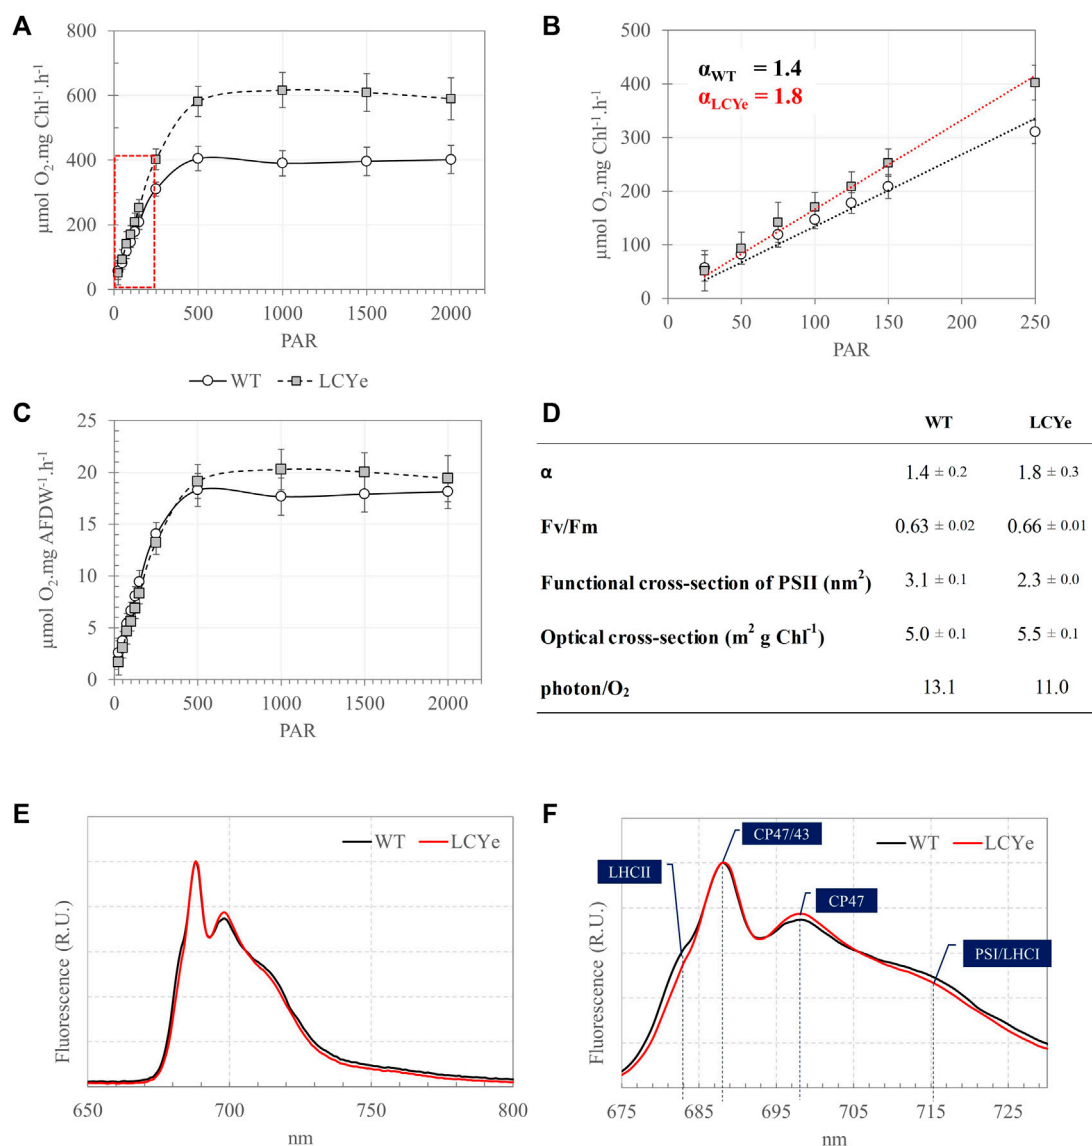 A
μmol O₂.mg Chl⁻¹.h⁻¹
800
600
400
200
0
0 500 1000 1500 2000
PAR
B
μmol O₂.mg Chl⁻¹.h⁻¹
500
400
300
200
100
0
α_WT = 1.4
α_LCYe = 1.8
0 50 100 150 200 250
PAR
WT LCYe
C
μmol O₂.mg AFDW⁻¹.h⁻¹
25
20
15
10
5
0
0 500 1000 1500 2000
PAR
D
WT LCYe
α 1.4 ± 0.2 1.8 ± 0.3
Fv/Fm 0.63 ± 0.02 0.66 ± 0.01
Functional cross-section of PSII (nm²) 3.1 ± 0.1 2.3 ± 0.0
Optical cross-section (m² g Chl⁻¹) 5.0 ± 0.1 5.5 ± 0.1
photon/O₂ 13.1 11.0
E
WT LCYe
Fluorescence (R.U.)
650 700 750 800
nm
F
WT LCYe
CP47/43
LHCII
CP47
PSI/LHCI
Fluorescence (R.U.)
675 685 695 705 715 725
nm